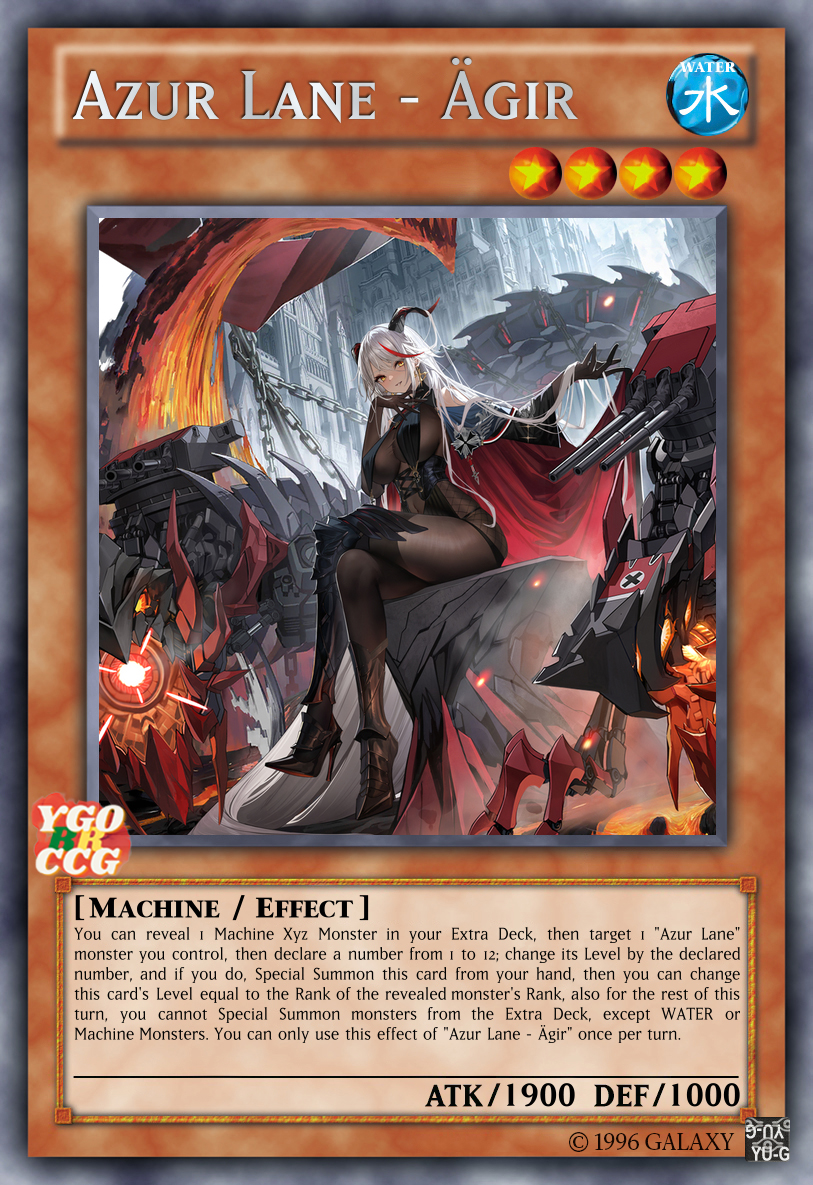 AZUR LANE - ÄGIR
WATER
水
YGO
RR
CCG
[ MACHINE / EFFECT ]
You can reveal 1 Machine Xyz Monster in your Extra Deck, then target 1 "Azur Lane"
monster you control, then declare a number from 1 to 12; change its Level by the declared
number, and if you do, Special Summon this card from your hand, then you can change
this card's Level equal to the Rank of the revealed monster's Rank, also for the rest of this
turn, you cannot Special Summon monsters from the Extra Deck, except WATER or
Machine Monsters. You can only use this effect of "Azur Lane - Ägir" once per turn.
ATK/1900 DEF/1000
© 1996 GALAXY
YU-G
YU-G